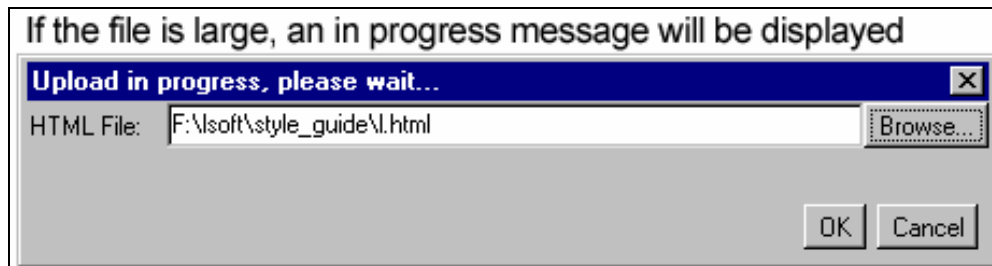 If the file is large, an in progress message will be displayed
Upload in progress, please wait...
HTML File: F:\lsoft\style_guide\l.html Browse...
OK Cancel